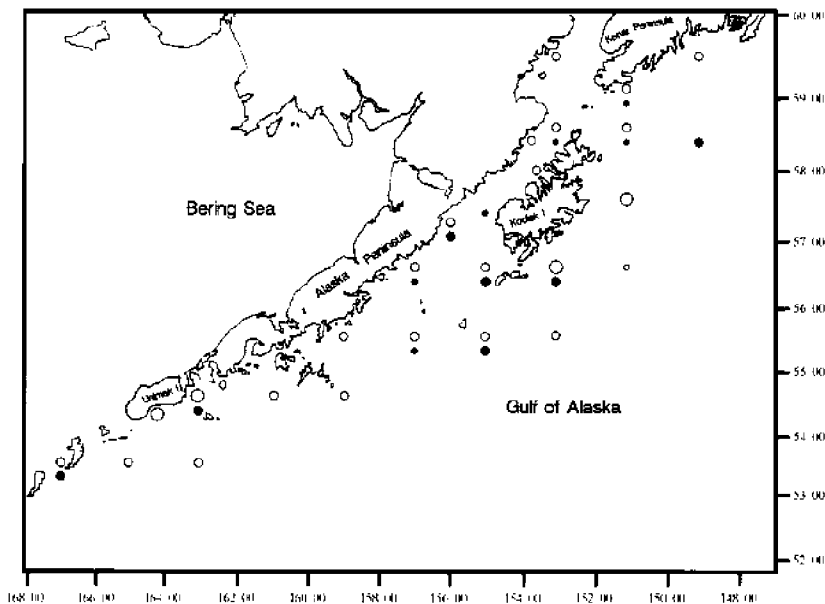 60 00
Kenai Peninsula
59 00
58 00
Bering Sea
Kodiak I
57 00
Alaska Peninsula
56 00
55 00
Unimak I
Gulf of Alaska
54 00
53 00
52 00
168 00 166 00 164 00 162 00 160 00 158 00 156 00 154 00 152 00 150 00 148 00